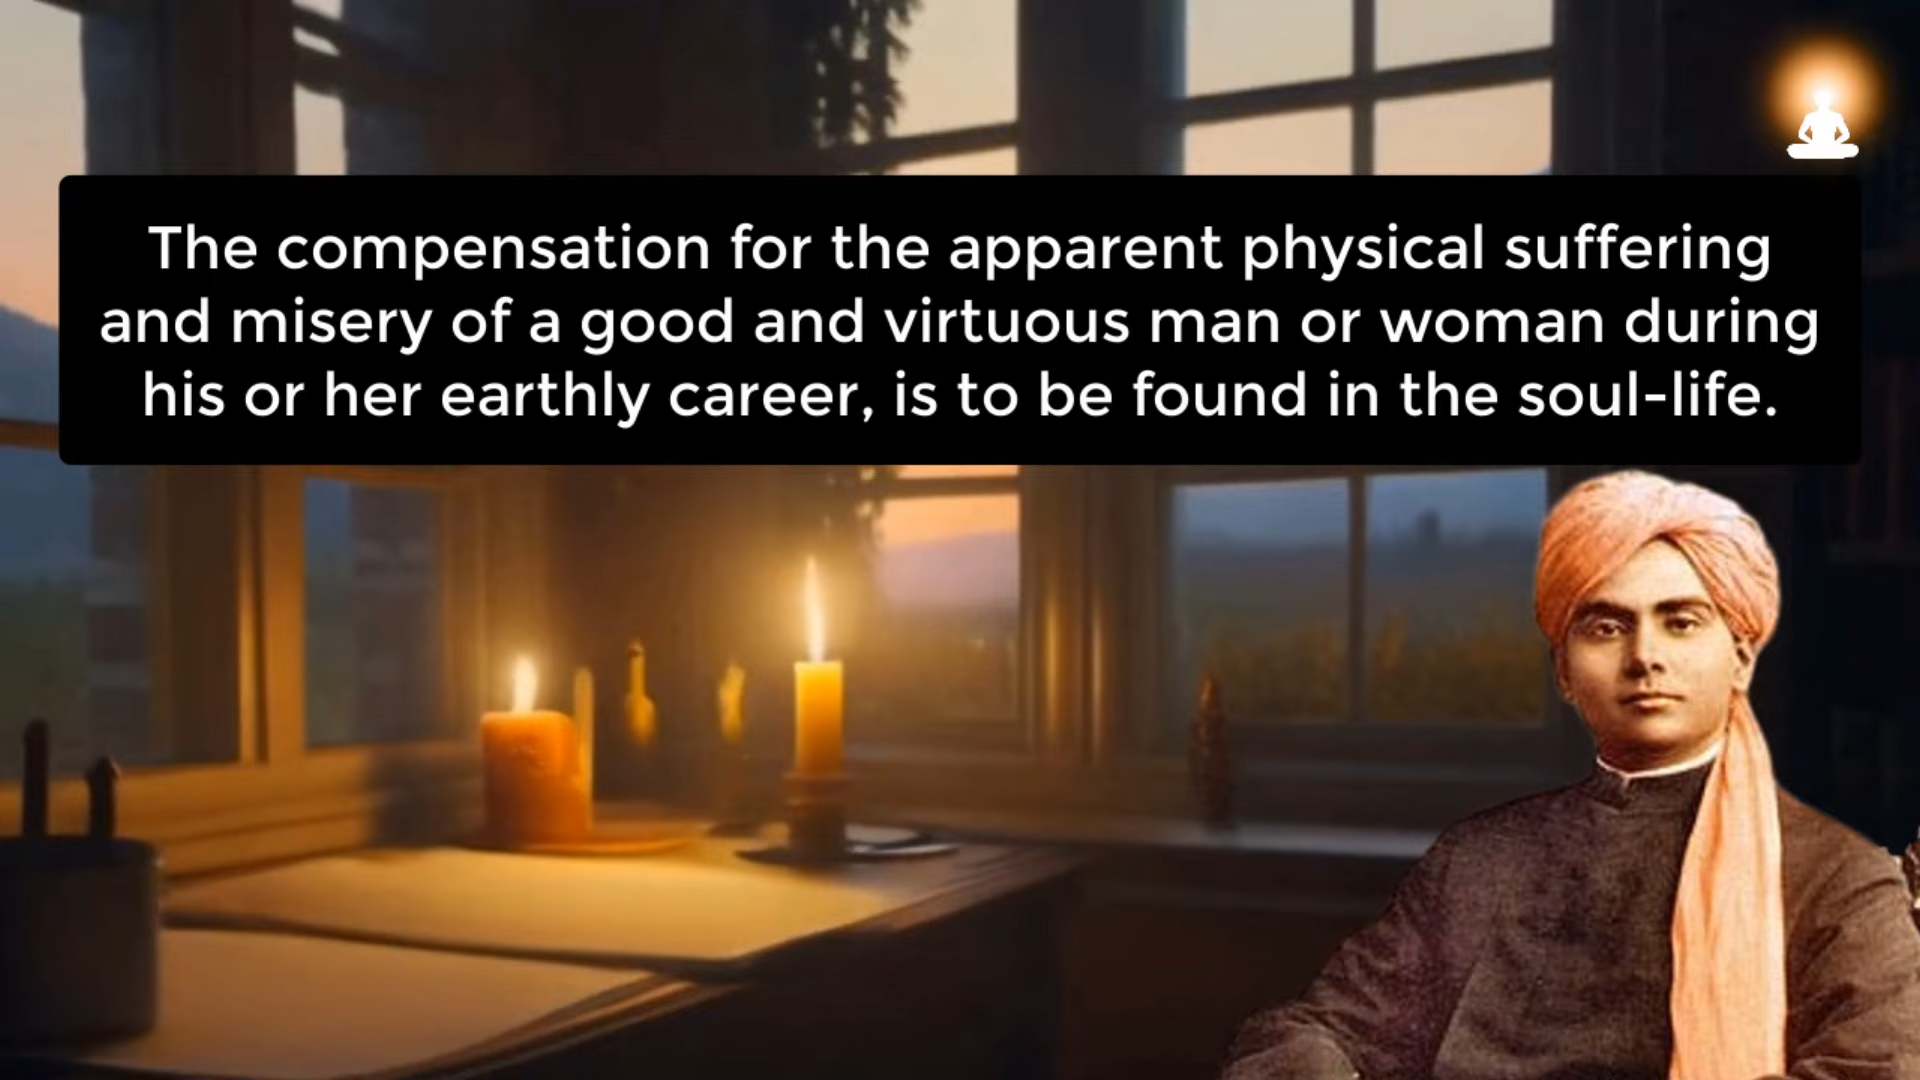 The compensation for the apparent physical suffering
and misery of a good and virtuous man or woman during
his or her earthly career, is to be found in the soul-life.